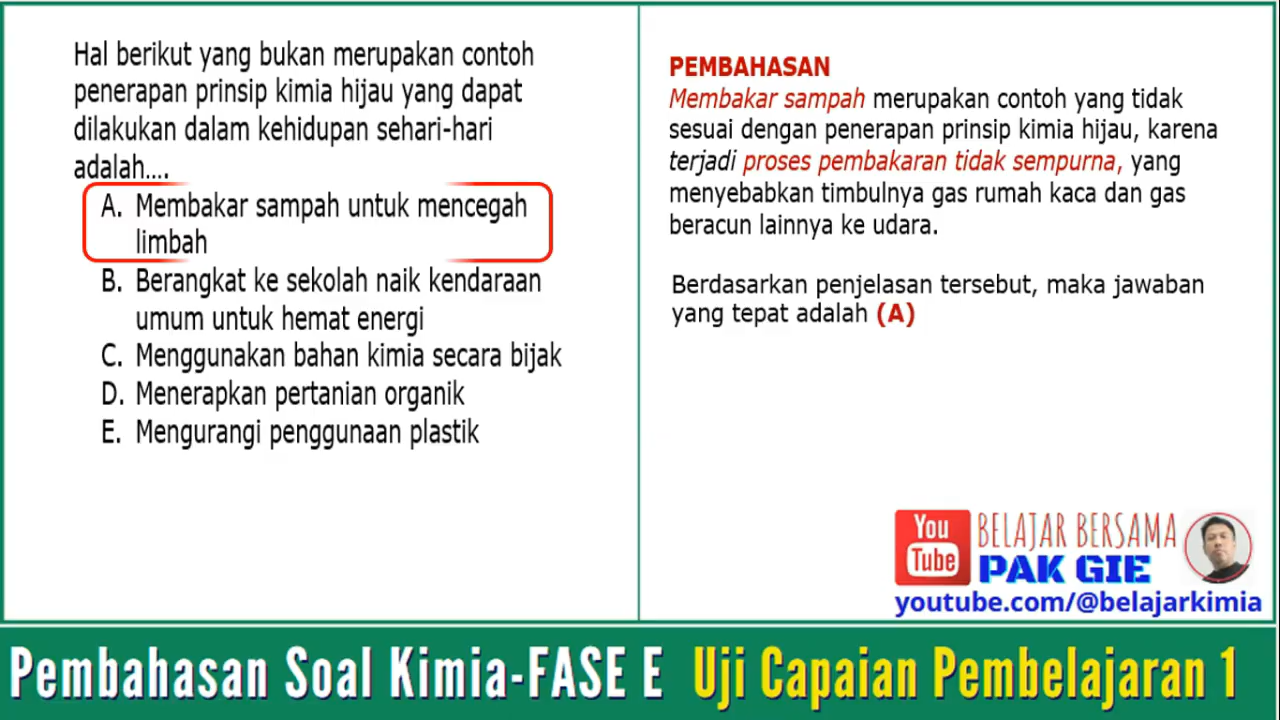 Hal berikut yang bukan merupakan contoh
penerapan prinsip kimia hijau yang dapat
dilakukan dalam kehidupan sehari-hari
adalah....
A. Membakar sampah untuk mencegah
limbah
B. Berangkat ke sekolah naik kendaraan
umum untuk hemat energi
C. Menggunakan bahan kimia secara bijak
D. Menerapkan pertanian organik
E. Mengurangi penggunaan plastik
PEMBAHASAN
Membakar sampah merupakan contoh yang tidak
sesuai dengan penerapan prinsip kimia hijau, karena
terjadi proses pembakaran tidak sempurna, yang
menyebabkan timbulnya gas rumah kaca dan gas
beracun lainnya ke udara.
Berdasarkan penjelasan tersebut, maka jawaban
yang tepat adalah (A)
You
Tube
BELAJAR BERSAMA
PAK GIE
youtube.com/@belajarkimia
Pembahasan Soal Kimia-FASE E Uji Capaian Pembelajaran 1